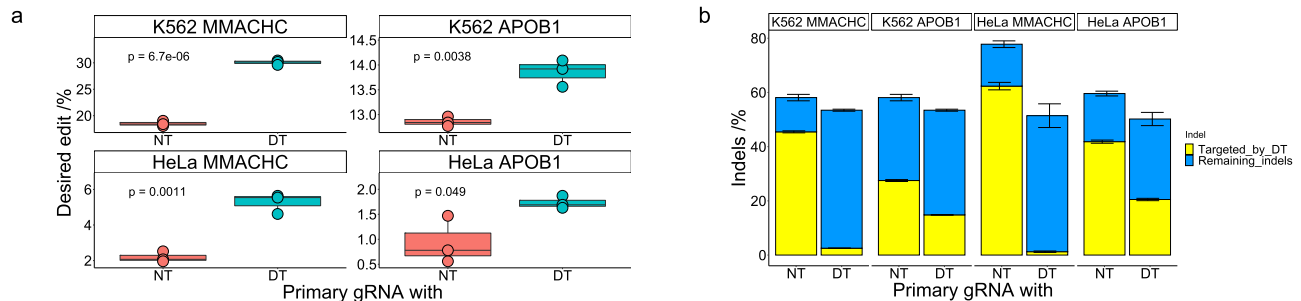 a
K562 MMACHC
K562 APOB1
Desired edit /%
p = 6.7e-06
30
25
20
NT
DT
p = 0.0038
14.5
14.0
13.5
13.0
NT
DT
HeLa MMACHC
HeLa APOB1
p = 0.0011
6
4
2
NT
DT
p = 0.049
2.0
1.5
1.0
0.5
NT
DT
Primary gRNA with
b
K562 MMACHC
K562 APOB1
HeLa MMACHC
HeLa APOB1
Indels /%
80
60
40
20
0
NT
DT
NT
DT
NT
DT
NT
DT
Primary gRNA with
Indel
Targeted_by_DT
Remaining_indels